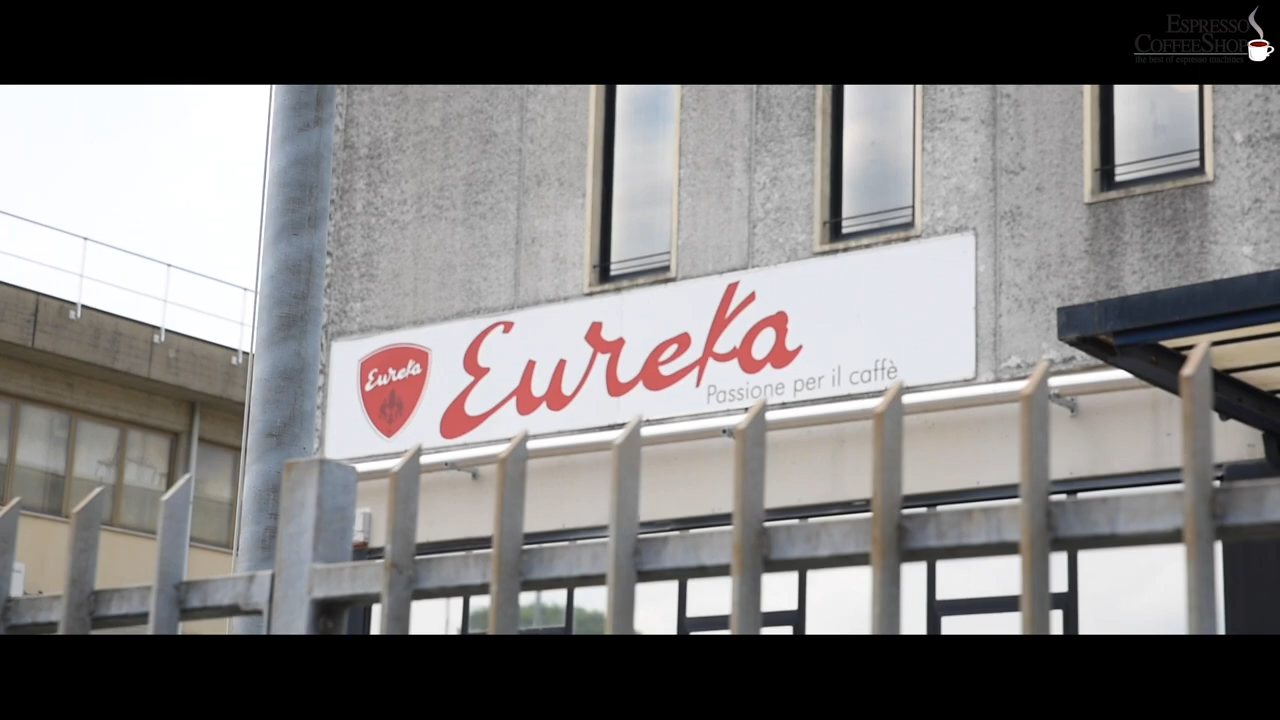 ESPRESSO
COFFEESHOP
the best of espresso machines
Eureka
Eureka
Passione per il caffè